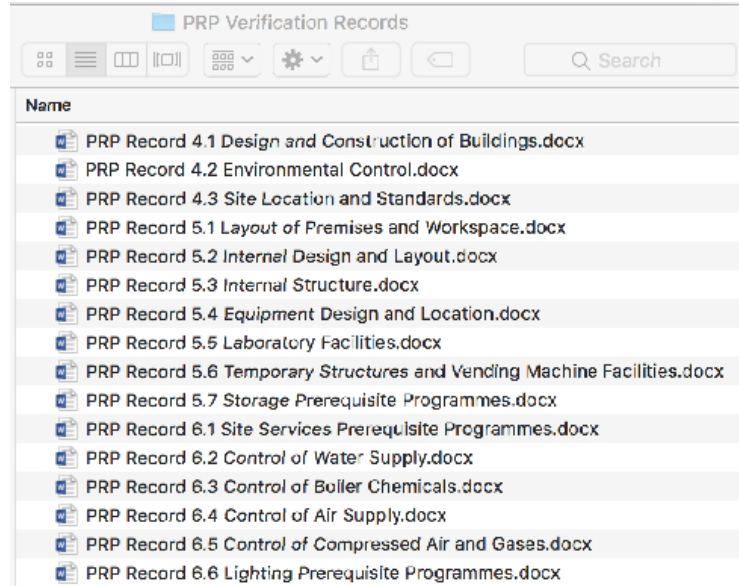 PRP Verification Records
Search
Name
PRP Record 4.1 Design and Construction of Buildings.docx
PRP Record 4.2 Environmental Control.docx
PRP Record 4.3 Site Location and Standards.docx
PRP Record 5.1 Layout of Premises and Workspace.docx
PRP Record 5.2 Internal Design and Layout.docx
PRP Record 5.3 Internal Structure.docx
PRP Record 5.4 Equipment Design and Location.docx
PRP Record 5.5 Laboratory Facilities.docx
PRP Record 5.6 Temporary Structures and Vending Machine Facilities.docx
PRP Record 5.7 Storage Prerequisite Programmes.docx
PRP Record 6.1 Site Services Prerequisite Programmes.docx
PRP Record 6.2 Control of Water Supply.docx
PRP Record 6.3 Control of Boiler Chemicals.docx
PRP Record 6.4 Control of Air Supply.docx
PRP Record 6.5 Control of Compressed Air and Gases.docx
PRP Record 6.6 Lighting Prerequisite Programmes.docx